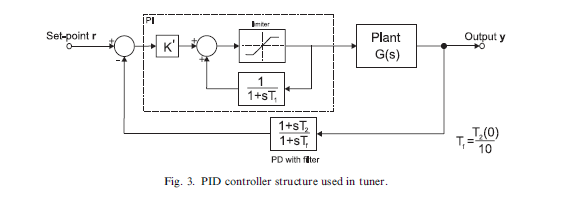 PI
limiter
Set-point r
+
-
K'
+
+
Plant
G(s)
Output y
1
1+sT₁
1+sT₂
1+sTf
PD with filter
Tf=T₂(0)
10
Fig. 3. PID controller structure used in tuner.